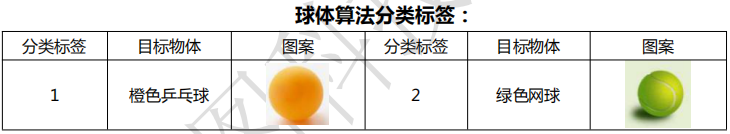 球体算法分类标签：
分类标签 目标物体 图案 分类标签 目标物体 图案
1 橙色乒乓球 2 绿色网球